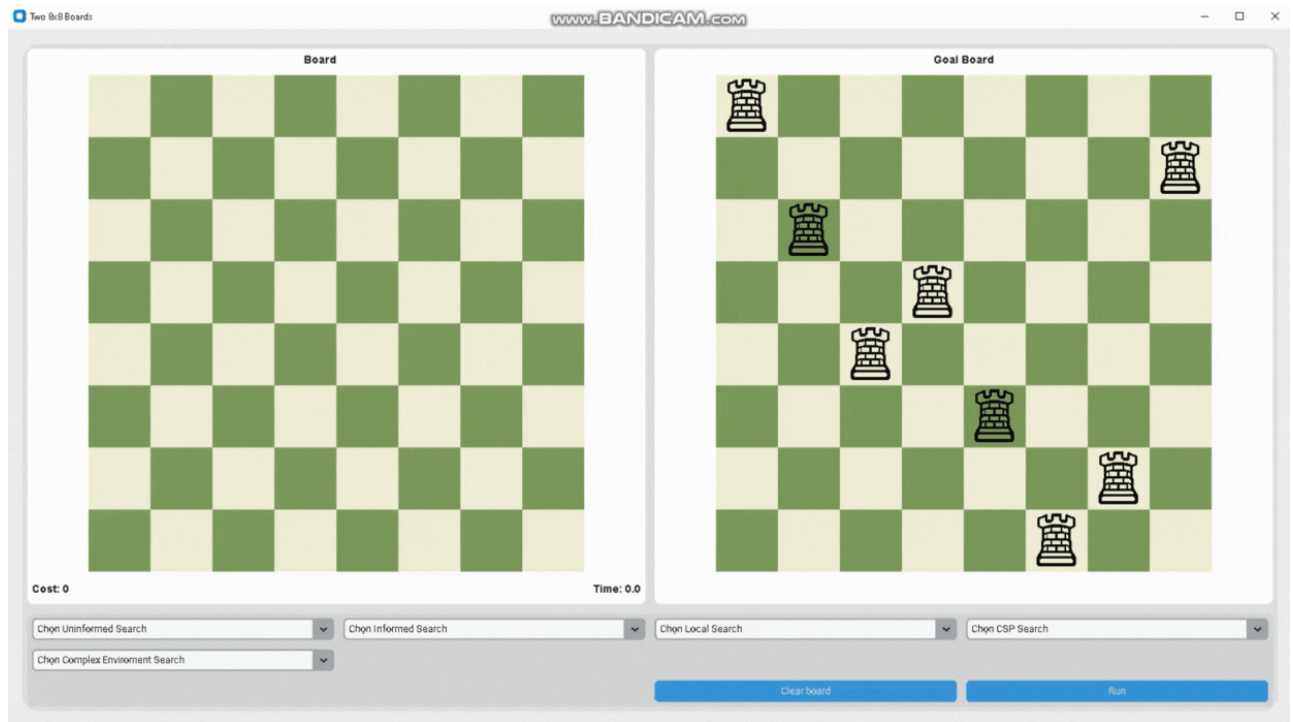 Two 8x8 Boards
www.BANDICAM.com
Board
Goal Board
Cost: 0
Time: 0.0
Chọn Uninformed Search
Chọn Informed Search
Chọn Local Search
Chọn CSP Search
Chọn Complex Enviroment Search
Clear board
Run